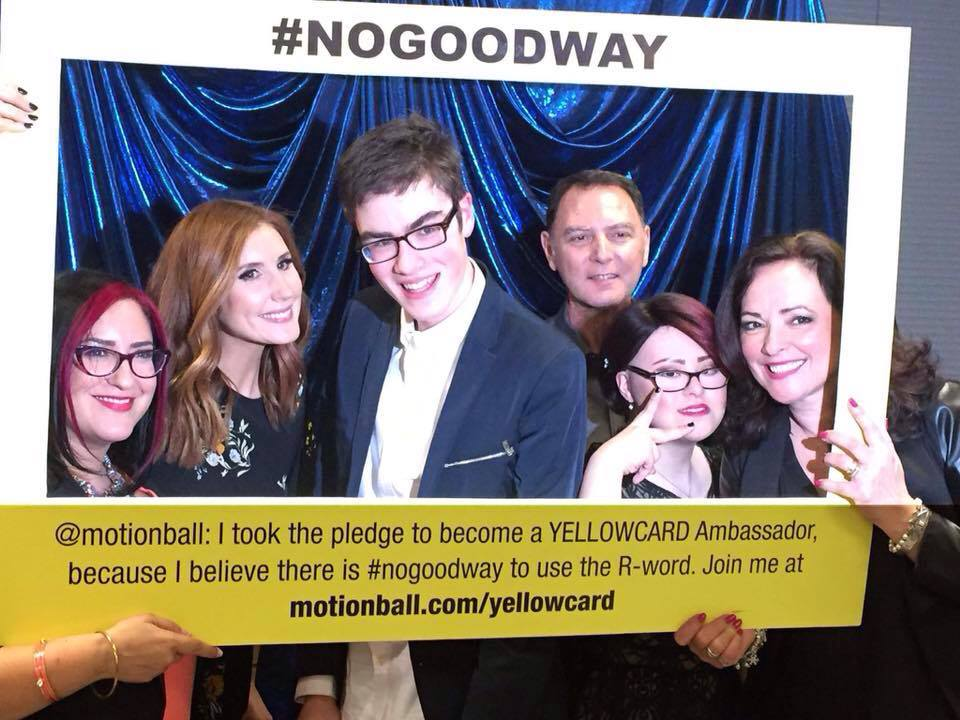 #NOGOODWAY
@motionball: I took the pledge to become a YELLOWCARD Ambassador,
because I believe there is #nogoodway to use the R-word. Join me at
motionball.com/yellowcard